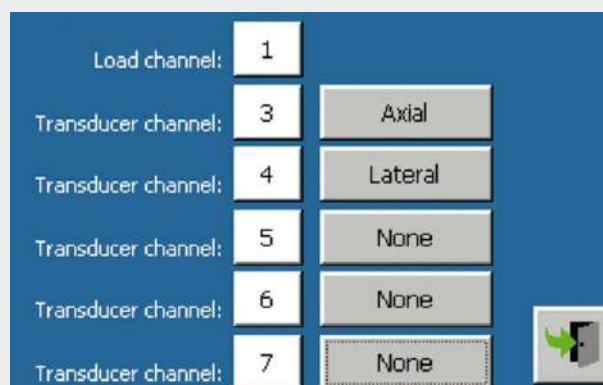 Load channel: 1
Transducer channel: 3 Axial
Transducer channel: 4 Lateral
Transducer channel: 5 None
Transducer channel: 6 None
Transducer channel: 7 None